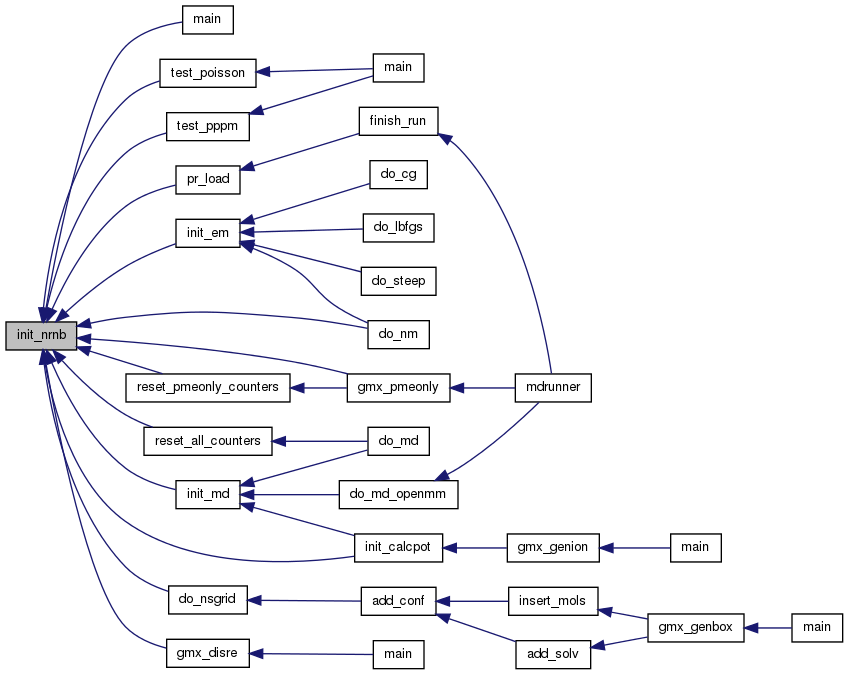 main
test_poisson
main
test_pppm
finish_run
pr_load
do_cg
init_em
do_lbfgs
do_steep
init_nrnb
do_nm
reset_pmeonly_counters
gmx_pmeonly
mdrunner
reset_all_counters
do_md
init_md
do_md_openmm
init_calcpot
gmx_genion
main
do_nsgrid
add_conf
insert_mols
gmx_genbox
main
gmx_disre
main
add_solv